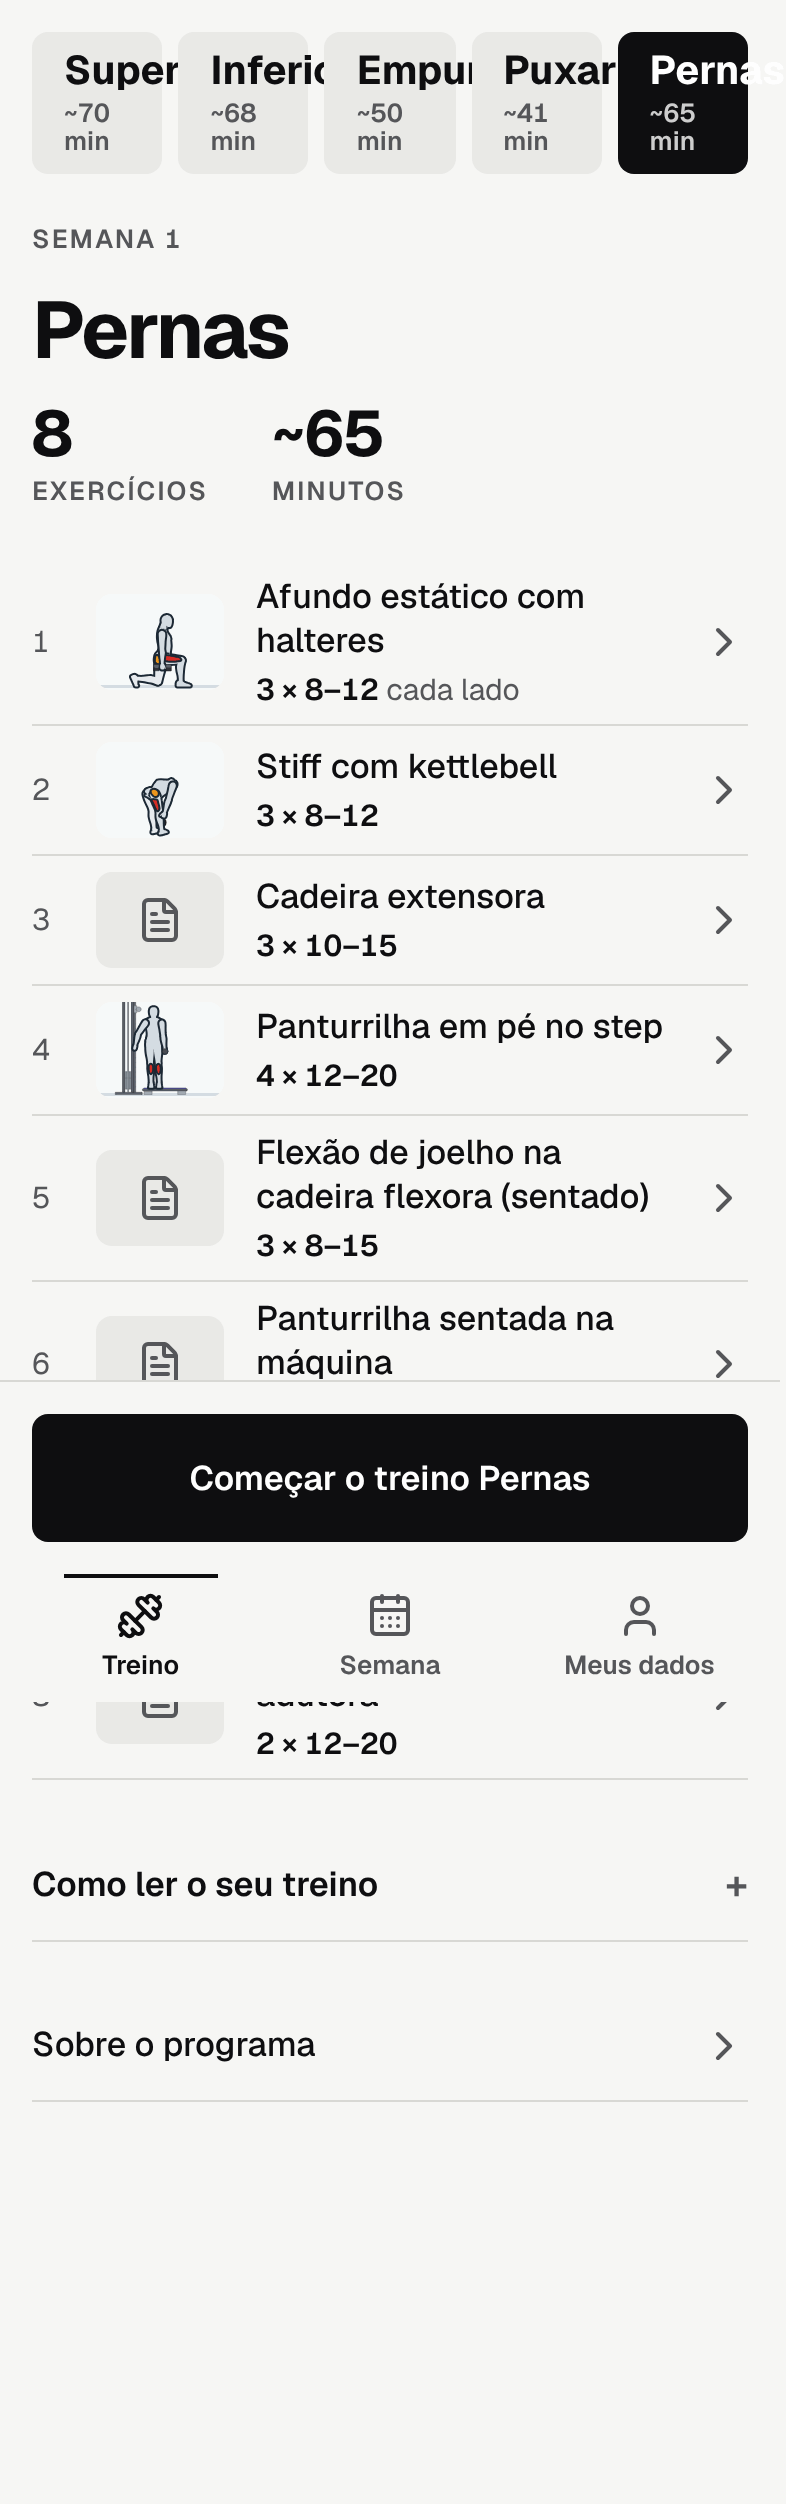 Super
Inferio
Empur
Puxar
Pernas
~70
min
~68
min
~50
min
~41
min
~65
min
SEMANA 1
Pernas
8
~65
EXERCÍCIOS
MINUTOS
1
Afundo estático com
halteres
3 × 8–12 cada lado
2
Stiff com kettlebell
3 × 8–12
3
Cadeira extensora
3 × 10–15
4
Panturrilha em pé no step
4 × 12–20
5
Flexão de joelho na
cadeira flexora (sentado)
3 × 8–15
6
Panturrilha sentada na
máquina
Começar o treino Pernas
Treino
Semana
Meus dados
2 × 12–20
Como ler o seu treino
+
Sobre o programa